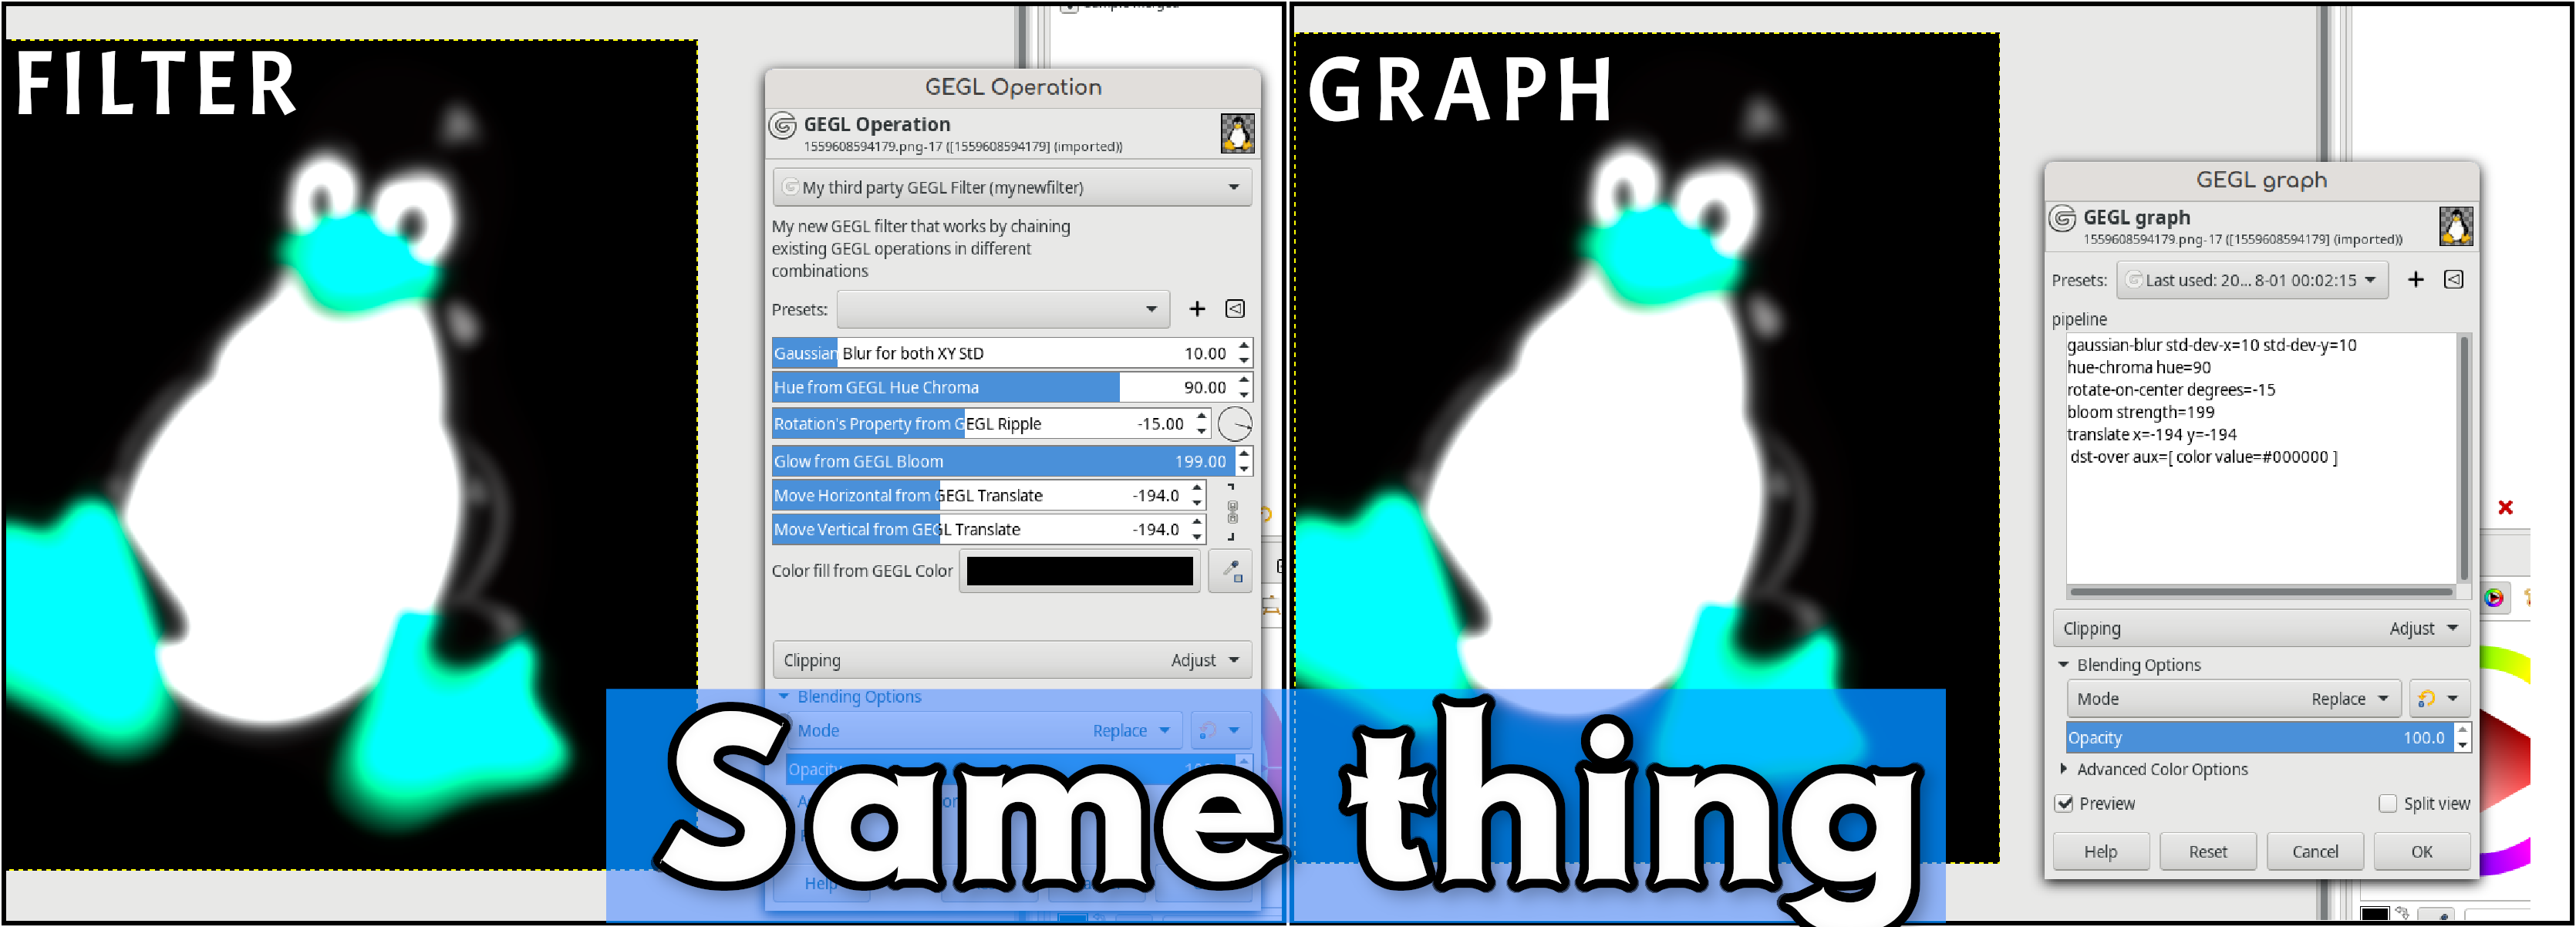 FILTER
GEGL Operation
GEGL Operation
1559608594179.png-17 ([1559608594179] (imported))
My third party GEGL Filter (mynewfilter)
My new GEGL filter that works by chaining
existing GEGL operations in different
combinations
Presets:
Gaussian Blur for both XY StD 10.00
Hue from GEGL Hue Chroma 90.00
Rotation's Property from GEGL Ripple -15.00
Glow from GEGL Bloom 199.00
Move Horizontal from GEGL Translate -194.0
Move Vertical from GEGL Translate -194.0
Color fill from GEGL Color
Clipping Adjust
Blending Options
Mode Replace
Opacity
Help
GRAPH
GEGL graph
GEGL graph
1559608594179.png-17 ([1559608594179] (imported))
Presets: Last used: 20... 8-01 00:02:15
pipeline
gaussian-blur std-dev-x=10 std-dev-y=10
hue-chroma hue=90
rotate-on-center degrees=-15
bloom strength=199
translate x=-194 y=-194
dst-over aux=[ color value=#000000 ]
Clipping Adjust
Blending Options
Mode Replace
Opacity 100.0
Advanced Color Options
Preview Split view
Help Reset Cancel OK
Same thing